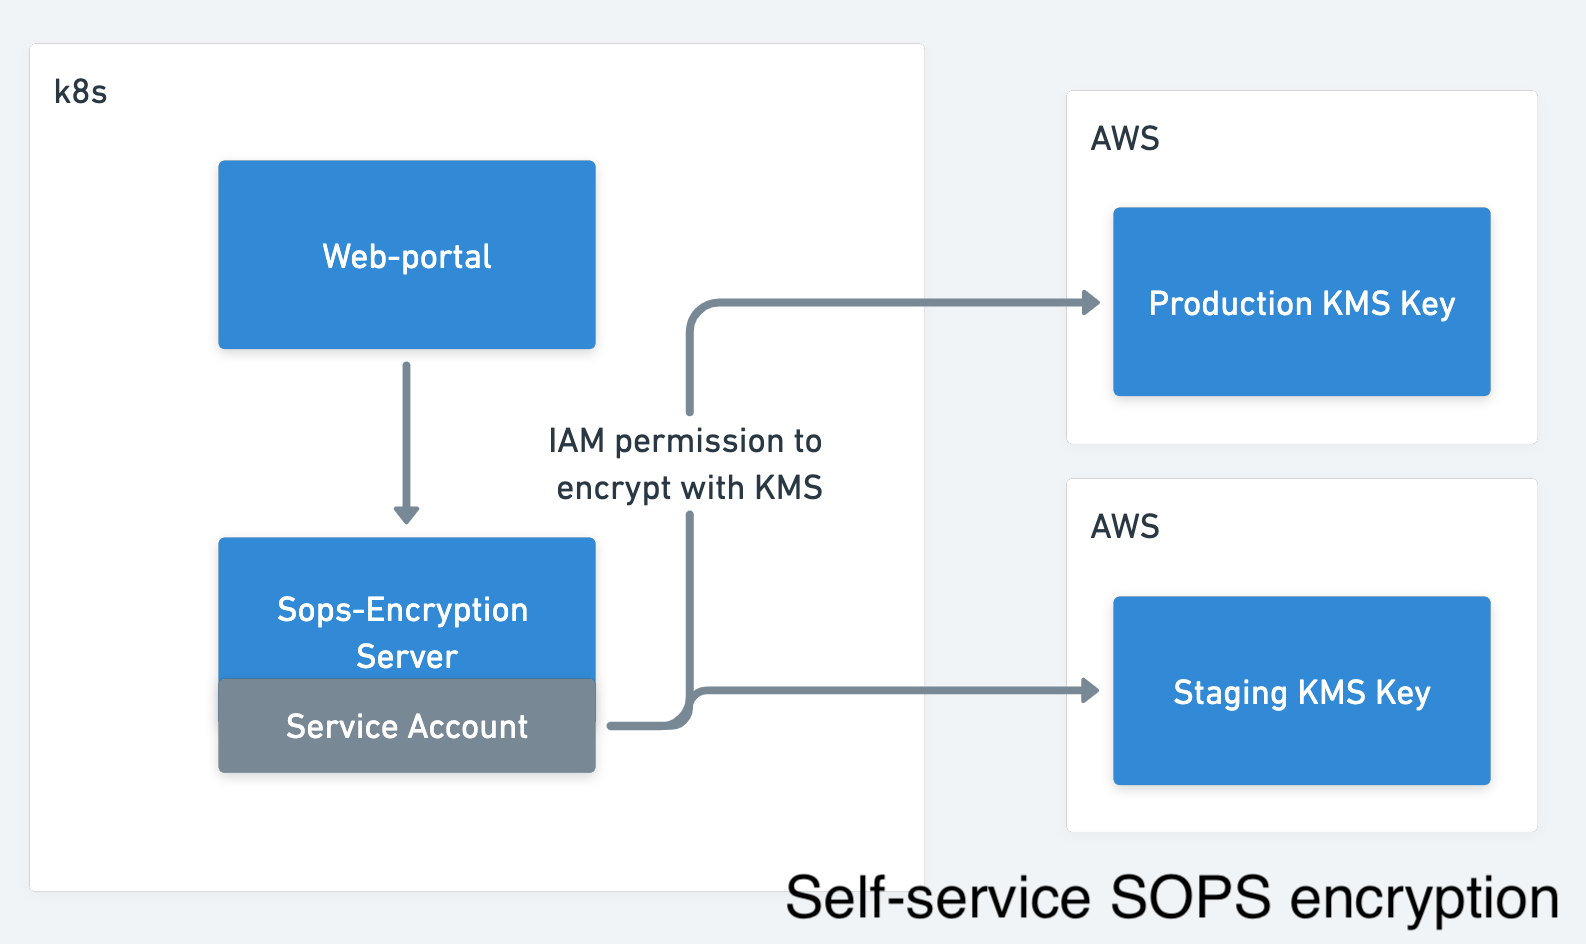 k8s
Web-portal
IAM permission to
encrypt with KMS
Sops-Encryption
Server
Service Account
AWS
Production KMS Key
AWS
Staging KMS Key
Self-service SOPS encryption